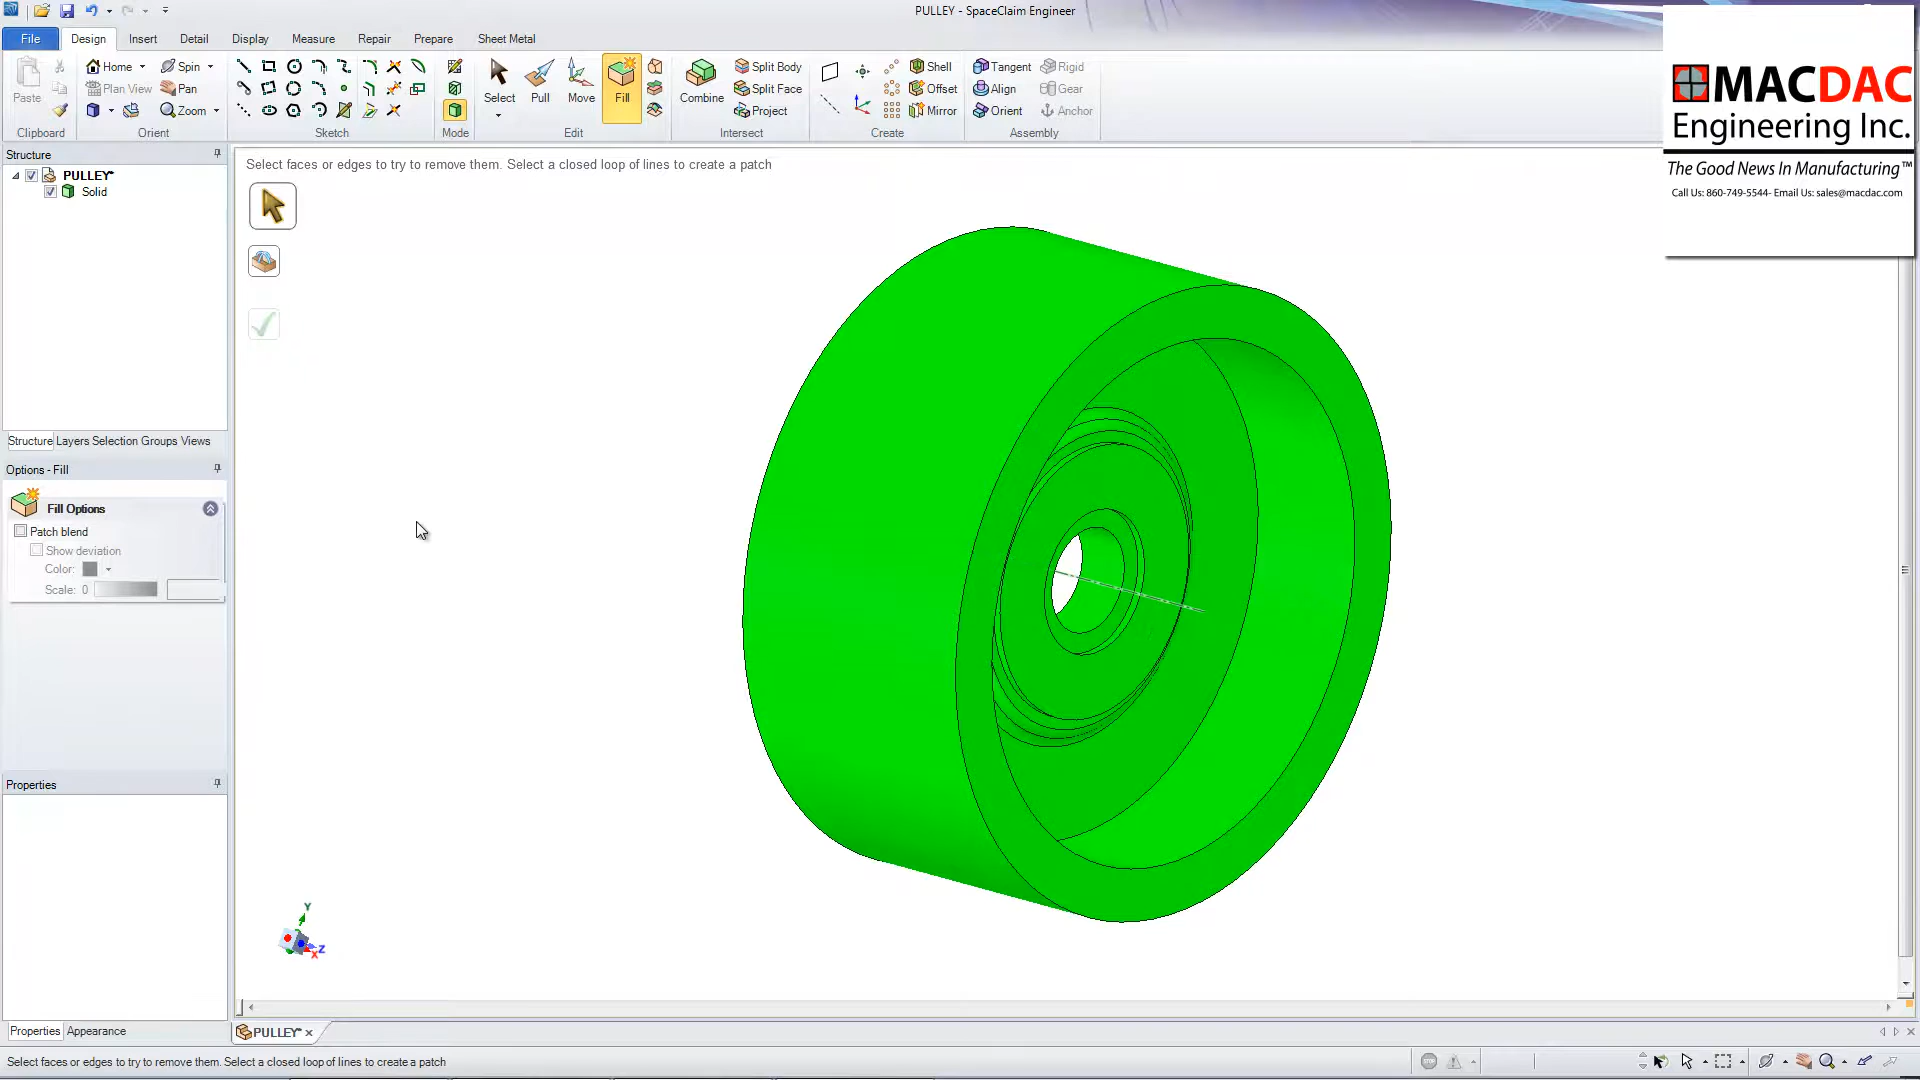 PULLEY - SpaceClaim Engineer
File Design Insert Detail Display Measure Repair Prepare Sheet Metal
Home Spin
Plan View Pan
Zoom
Paste
Select Pull Move Fill
Combine
Split Body
Split Face
Project
Shell
Offset
Mirror
Tangent Rigid
Align Gear
Orient Anchor
Clipboard Orient Sketch Mode Edit Intersect Create Assembly
MACDAC
Engineering Inc.
The Good News In Manufacturing™
Call Us: 860-749-5544- Email Us: sales@macdac.com
Structure
PULLEY*
Solid
Select faces or edges to try to remove them. Select a closed loop of lines to create a patch
Structure Layers Selection Groups Views
Options - Fill
Fill Options
Patch blend
Show deviation
Color:
Scale: 0
Properties
Y
Z
X
Properties Appearance
PULLEY*
Select faces or edges to try to remove them. Select a closed loop of lines to create a patch